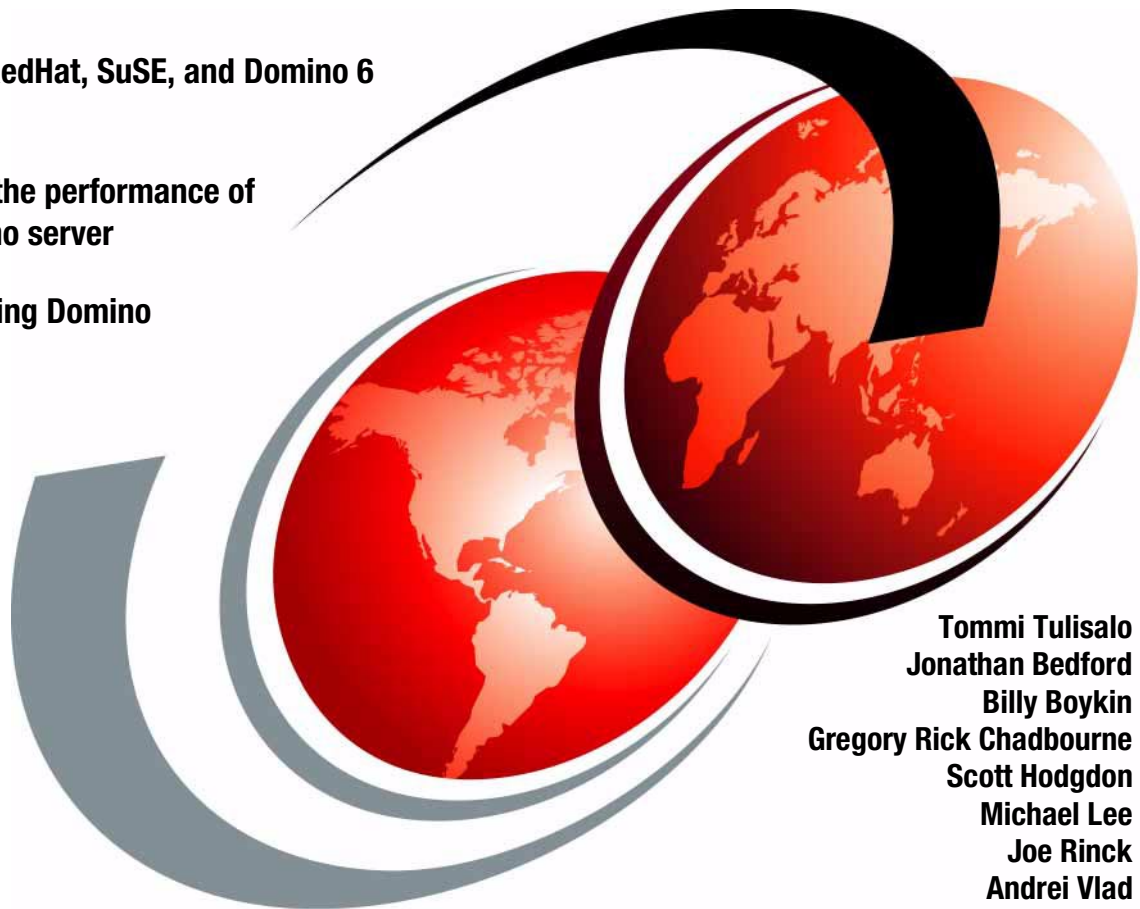 edHat, SuSE, and Domino 6
the performance of
no server
ing Domino
Tommi Tulisalo
Jonathan Bedford
Billy Boykin
Gregory Rick Chadbourne
Scott Hodgdon
Michael Lee
Joe Rinck
Andrei Vlad